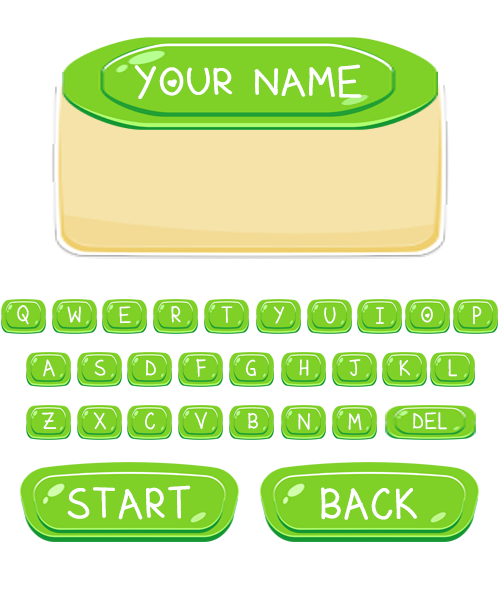 YOUR NAME
Q W E R T Y U I O P
A S D F G H J K L
Z X C V B N M DEL
START BACK